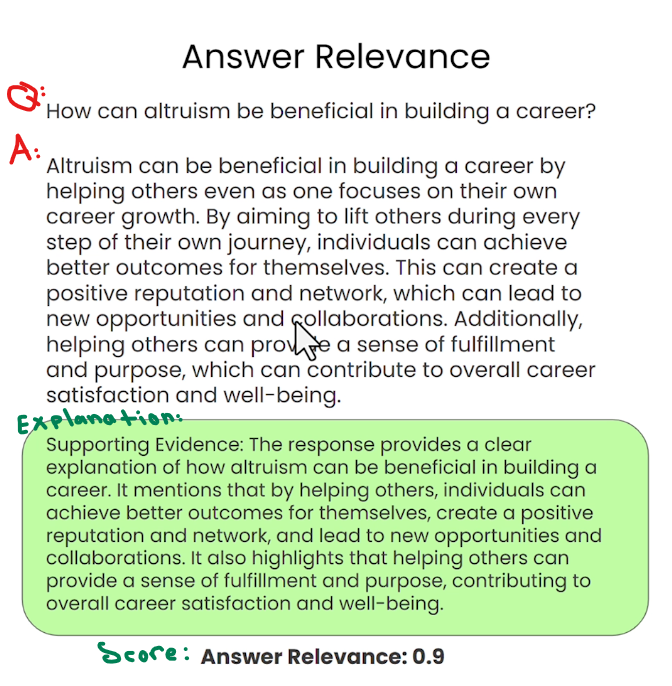 Answer Relevance
Q:
How can altruism be beneficial in building a career?
A:
Altruism can be beneficial in building a career by
helping others even as one focuses on their own
career growth. By aiming to lift others during every
step of their own journey, individuals can achieve
better outcomes for themselves. This can create a
positive reputation and network, which can lead to
new opportunities and collaborations. Additionally,
helping others can provide a sense of fulfillment
and purpose, which can contribute to overall career
satisfaction and well-being.
Explanation:
Supporting Evidence: The response provides a clear
explanation of how altruism can be beneficial in building a
career. It mentions that by helping others, individuals can
achieve better outcomes for themselves, create a positive
reputation and network, and lead to new opportunities and
collaborations. It also highlights that helping others can
provide a sense of fulfillment and purpose, contributing to
overall career satisfaction and well-being.
Score: Answer Relevance: 0.9